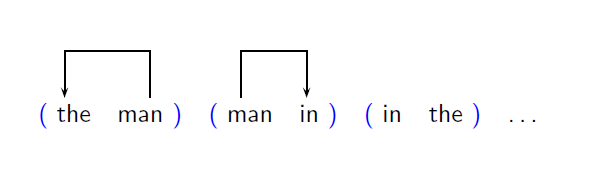 ( the man ) ( man in ) ( in the ) ...